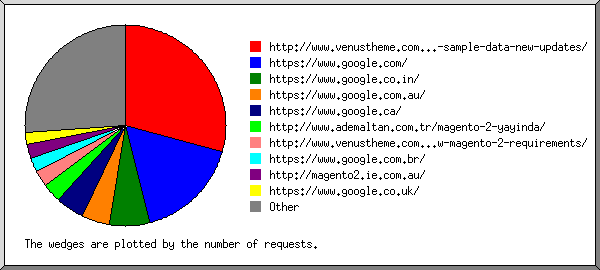 http://www.venustheme.com...-sample-data-new-updates/
https://www.google.com/
https://www.google.co.in/
https://www.google.com.au/
https://www.google.ca/
http://www.ademaltan.com.tr/magento-2-yayinda/
http://www.venustheme.com...w-magento-2-requirements/
https://www.google.com.br/
http://magento2.ie.com.au/
https://www.google.co.uk/
Other
The wedges are plotted by the number of requests.